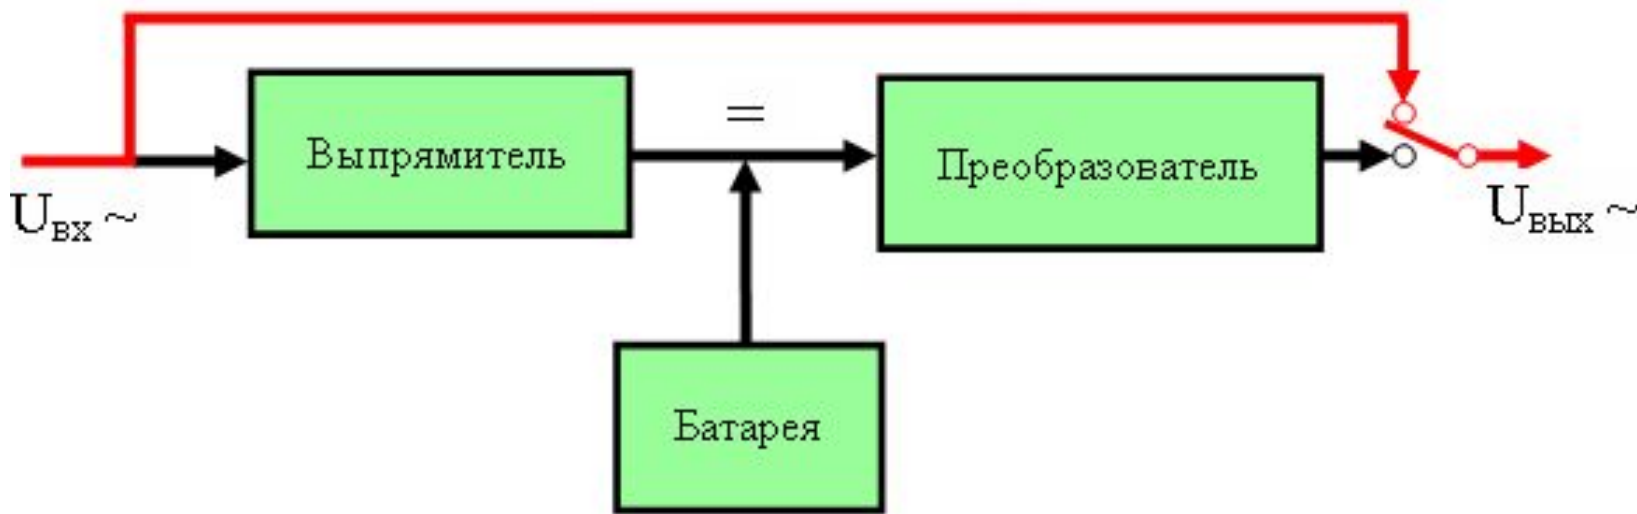 Выпрямитель
=
Преобразователь
Uвх ~
Uвых ~
Батарея